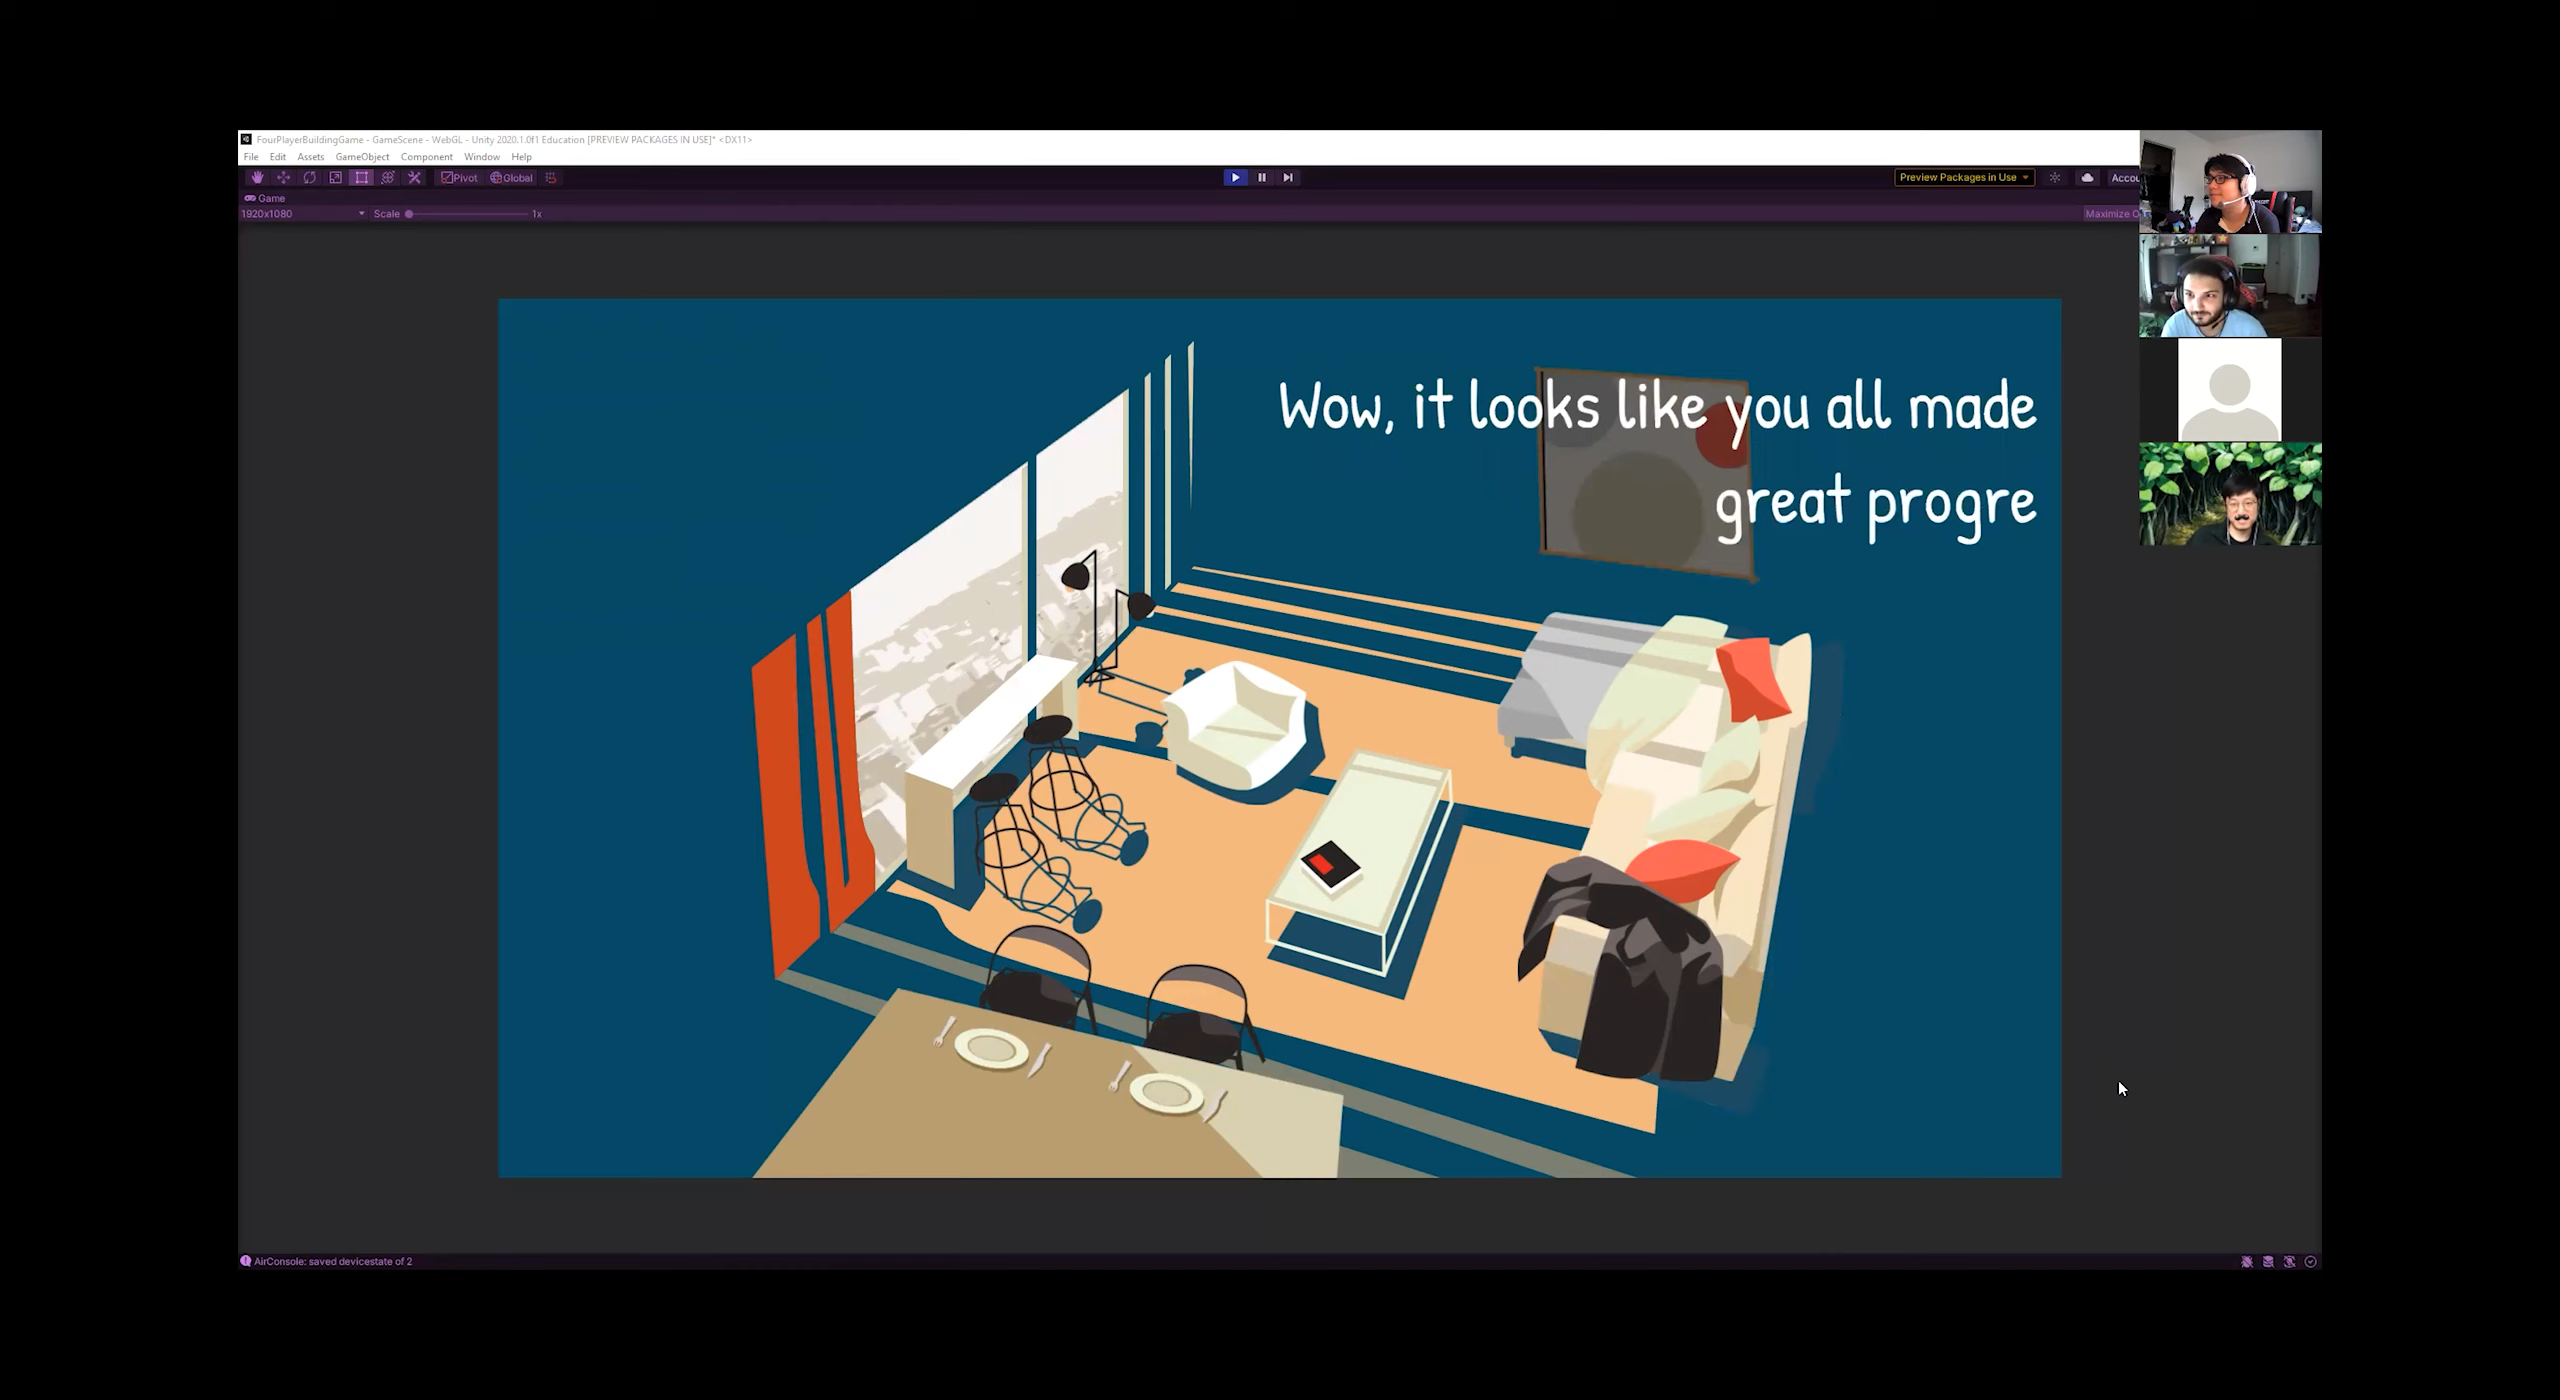 FourPlayerBuildingGame - GameScene - WebGL - Unity 2020.1.0f1 Education [PREVIEW PACKAGES IN USE]* <DX11>
File Edit Assets GameObject Component Window Help
Pivot Global Preview Packages in Use Accou
Game
1920x1080 Scale 1x Maximize O
Wow, it looks like you all made
great progre
AirConsole: saved devicestate of 2